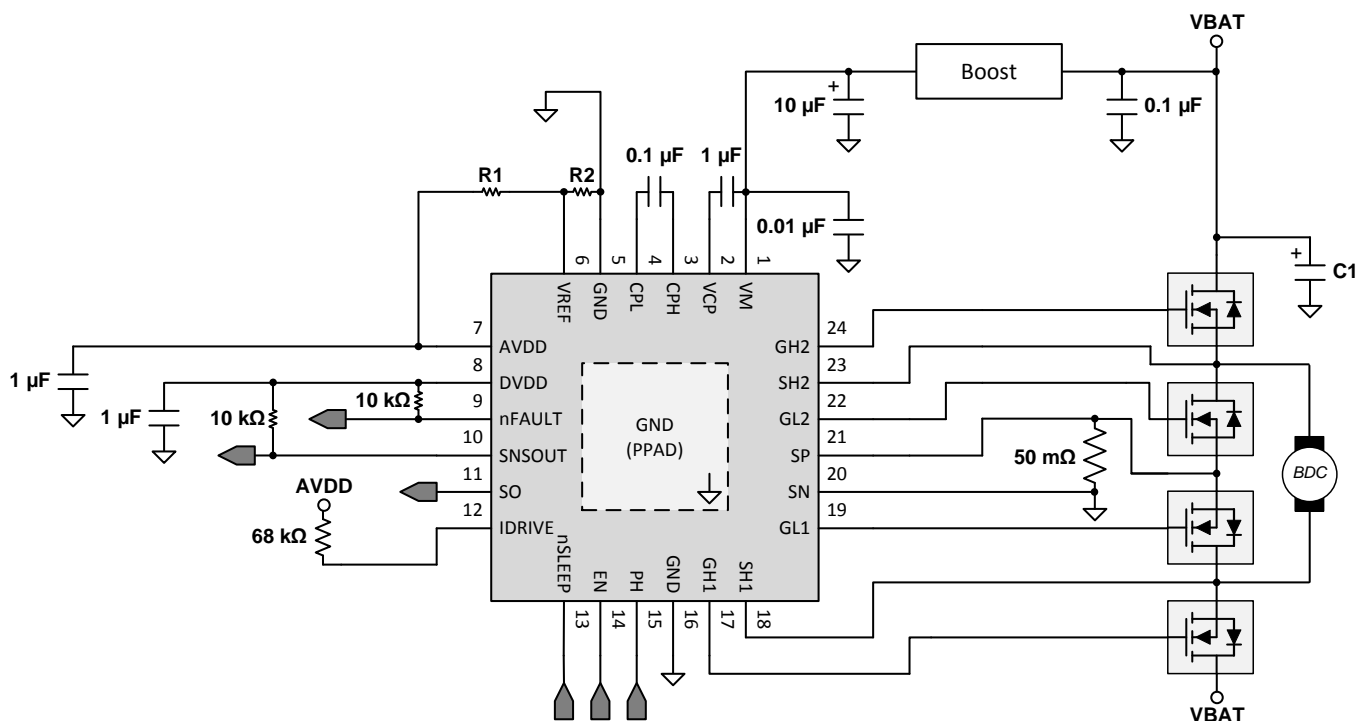 VBAT
Boost
+
10 µF
0.1 µF
0.1 µF
1 µF
R1
R2
0.01 µF
+
C1
6
5
4
3
2
1
VREF
GND
CPL
CPH
VCP
VM
7
AVDD
24
GH2
1 µF
8
DVDD
23
SH2
1 µF
10 kΩ
10 kΩ
9
nFAULT
22
GL2
GND
(PPAD)
10
SNSOUT
21
SP
50 mΩ
BDC
11
SO
20
SN
AVDD
12
IDRIVE
19
GL1
68 kΩ
nSLEEP
EN
PH
GND
GH1
SH1
13
14
15
16
17
18
VBAT